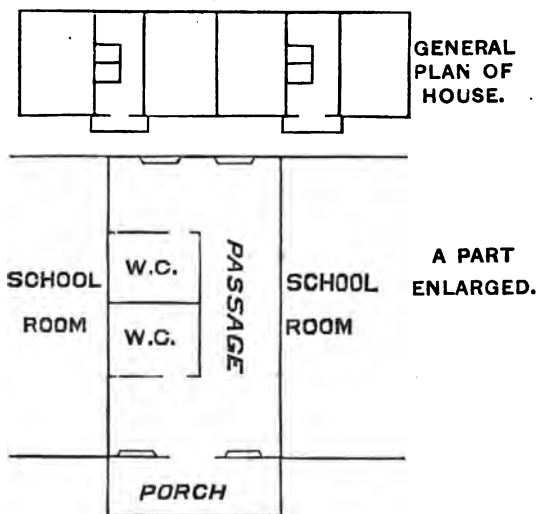 GENERAL
PLAN OF
HOUSE.
SCHOOL
ROOM
W.C.
W.C.
PASSAGE
SCHOOL
ROOM
A PART
ENLARGED.
PORCH